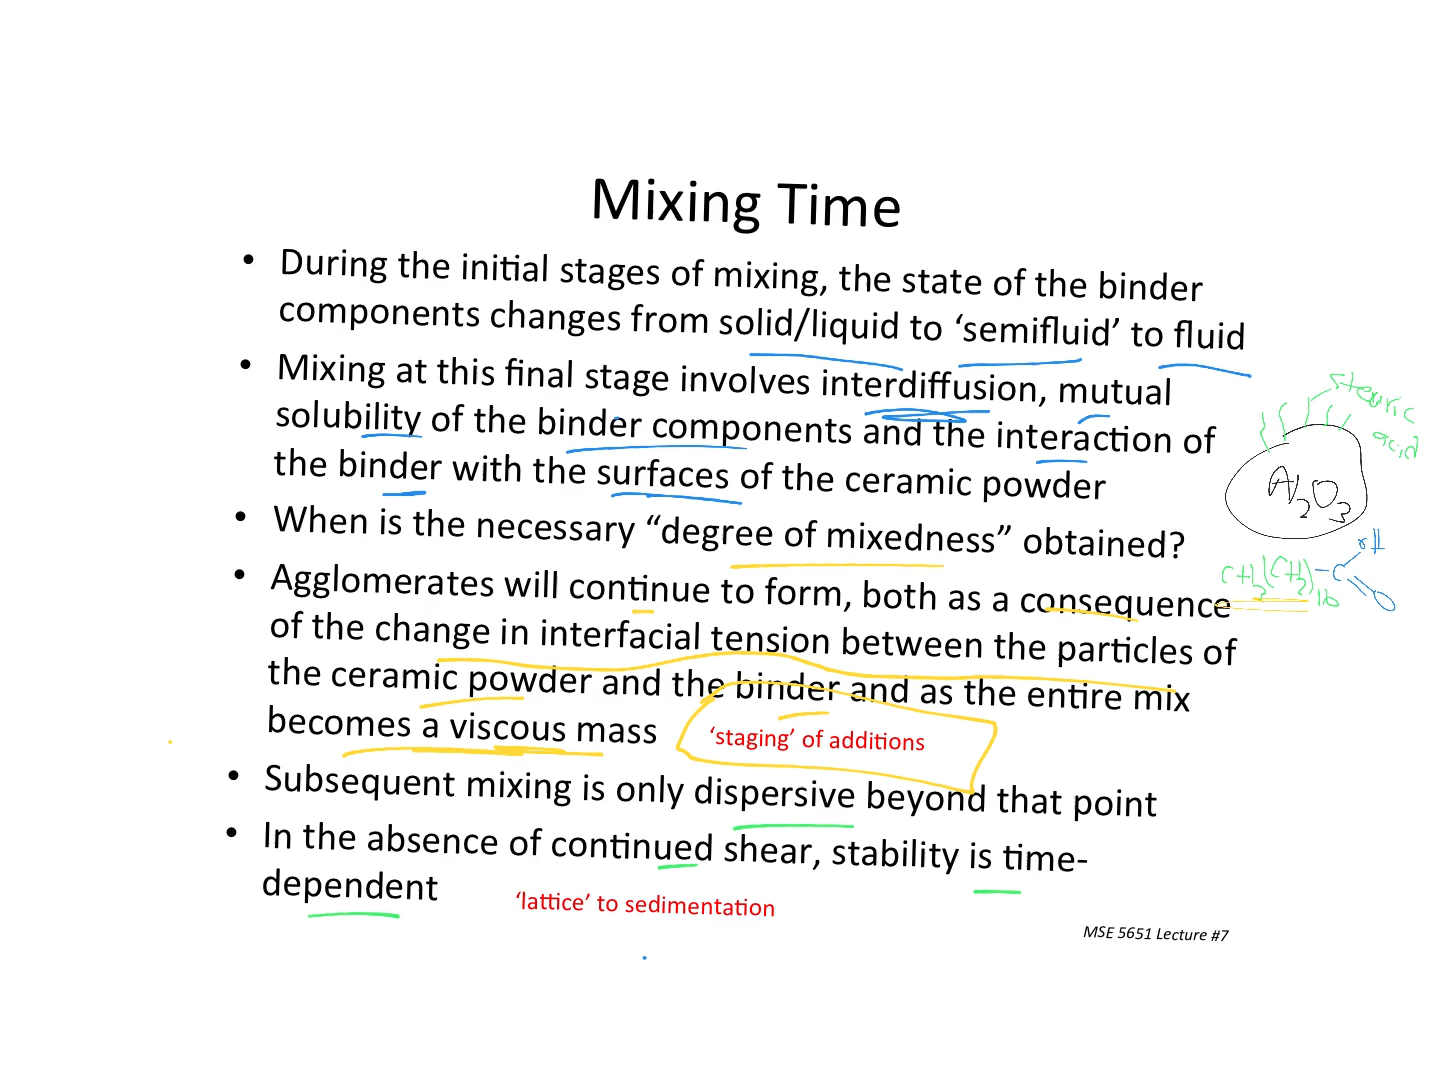 Mixing Time
• During the initial stages of mixing, the state of the binder
components changes from solid/liquid to ‘semifluid’ to fluid
• Mixing at this final stage involves interdiffusion, mutual
solubility of the binder components and the interaction of
the binder with the surfaces of the ceramic powder
• When is the necessary “degree of mixedness” obtained?
• Agglomerates will continue to form, both as a consequence
of the change in interfacial tension between the particles of
the ceramic powder and the binder and as the entire mix
becomes a viscous mass
‘staging’ of additions
• Subsequent mixing is only dispersive beyond that point
• In the absence of continued shear, stability is time-
dependent
‘lattice’ to sedimentation
MSE 5651 Lecture #7
acid
Al2O3